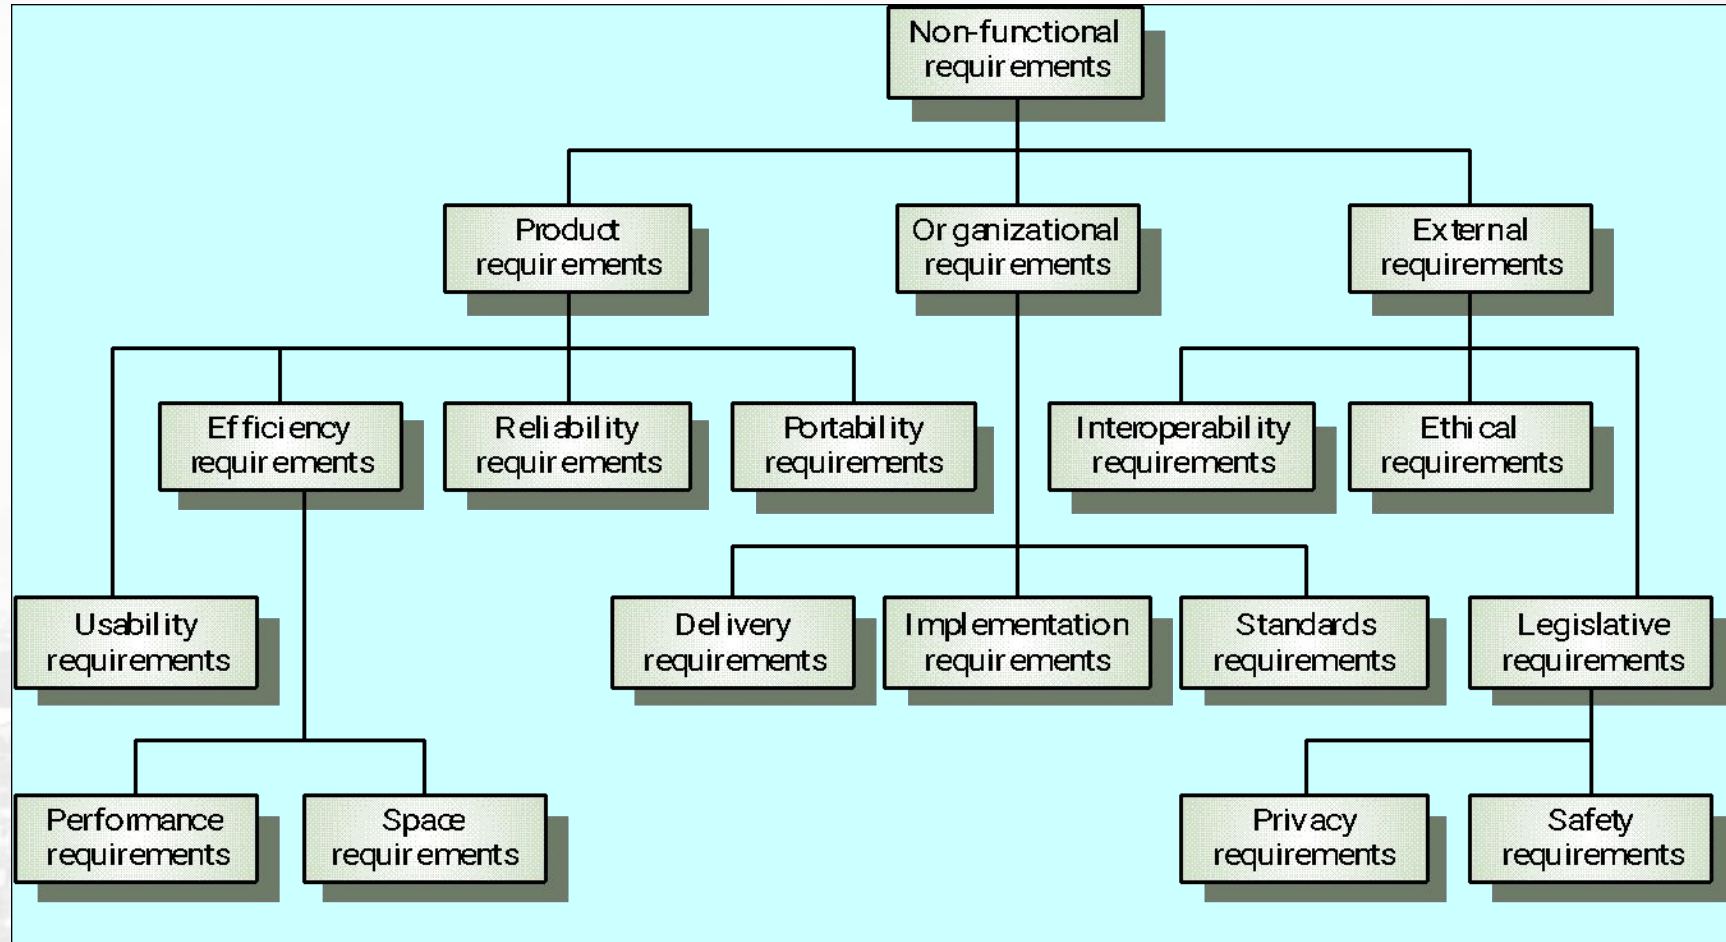 Non-functional
requirements
Product
requirements
Organizational
requirements
External
requirements
Efficiency
requirements
Reliability
requirements
Portability
requirements
Interoperability
requirements
Ethical
requirements
Usability
requirements
Delivery
requirements
Implementation
requirements
Standards
requirements
Legislative
requirements
Performance
requirements
Space
requirements
Privacy
requirements
Safety
requirements